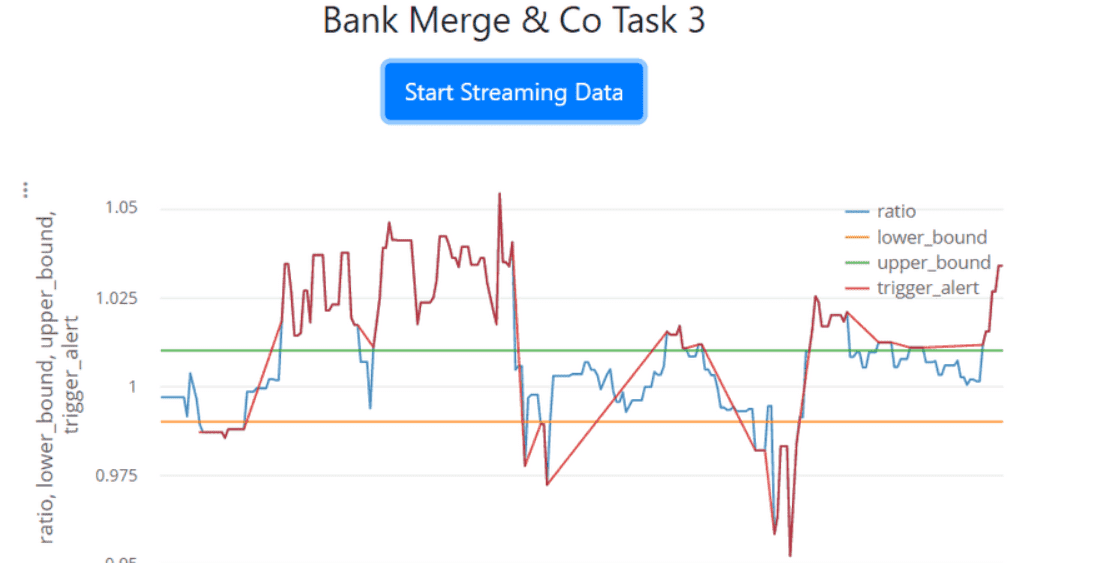 Bank Merge & Co Task 3
Start Streaming Data
ratio, lower_bound, upper_bound,
trigger_alert
1.05
1.025
1
0.975
0.95
ratio
lower_bound
upper_bound
trigger_alert